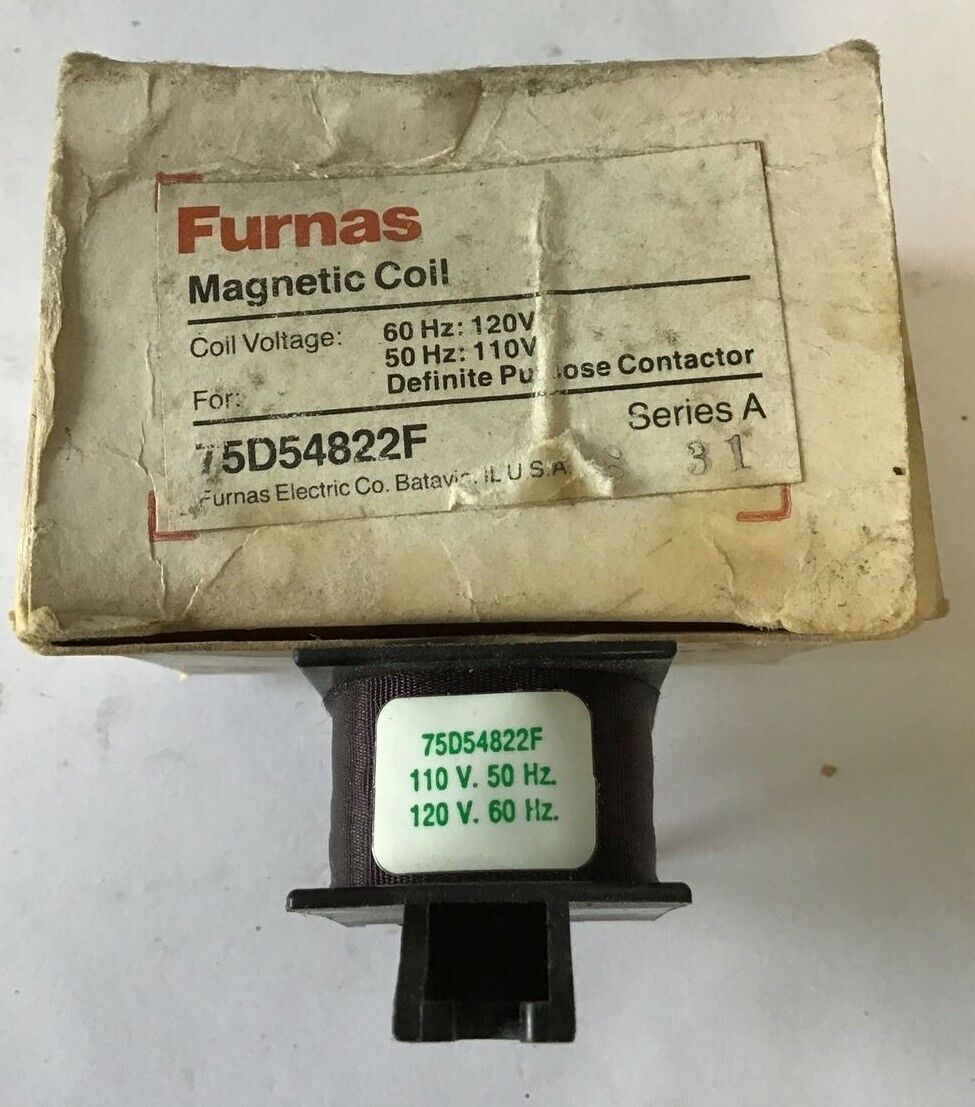 Furnas
Magnetic Coil
Coil Voltage: 60 Hz: 120V
50 Hz: 110V
For: Definite Purpose Contactor
75D54822F Series A
Furnas Electric Co. Batavia, IL U S A 31
75D54822F
110 V. 50 Hz.
120 V. 60 Hz.